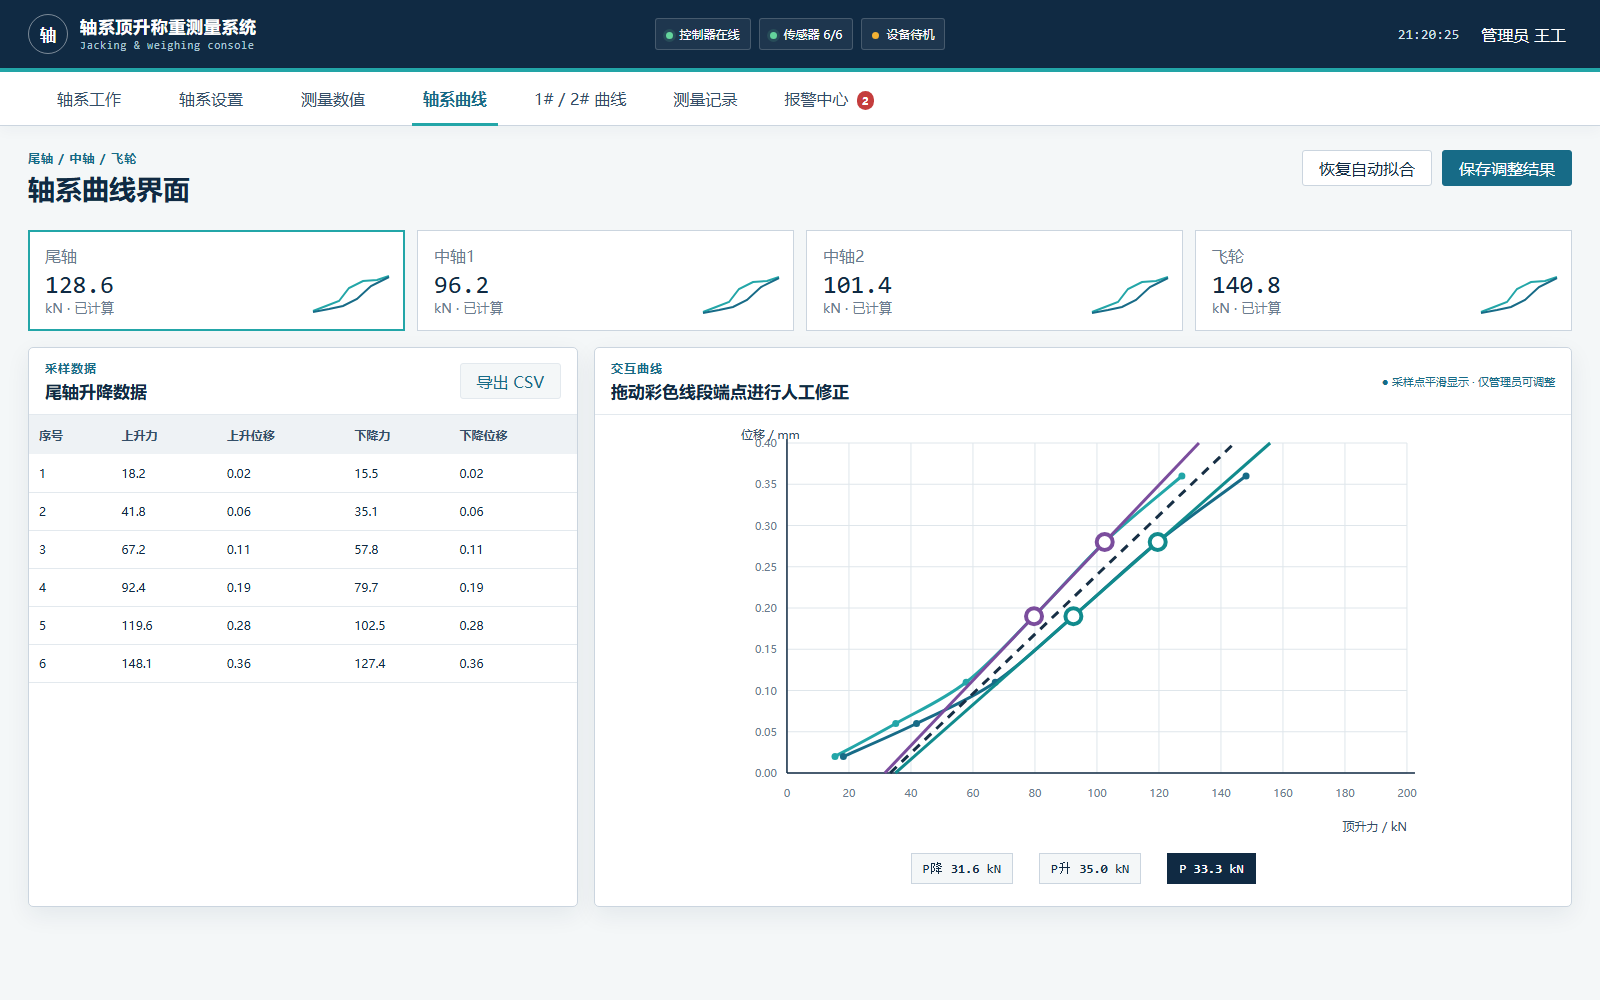 轴
轴系顶升称重测量系统
Jacking & weighing console
控制器在线
传感器 6/6
设备待机
21:20:25
管理员 王工
轴系工作
轴系设置
测量数值
轴系曲线
1# / 2# 曲线
测量记录
报警中心 2
尾轴 / 中轴 / 飞轮
轴系曲线界面
恢复自动拟合
保存调整结果
尾轴
128.6
kN · 已计算
中轴1
96.2
kN · 已计算
中轴2
101.4
kN · 已计算
飞轮
140.8
kN · 已计算
采样数据
尾轴升降数据
导出 CSV
序号 上升力 上升位移 下降力 下降位移
1 18.2 0.02 15.5 0.02
2 41.8 0.06 35.1 0.06
3 67.2 0.11 57.8 0.11
4 92.4 0.19 79.7 0.19
5 119.6 0.28 102.5 0.28
6 148.1 0.36 127.4 0.36
交互曲线
拖动彩色线段端点进行人工修正
采样点平滑显示 · 仅管理员可调整
位移 / mm
0.40
0.35
0.30
0.25
0.20
0.15
0.10
0.05
0.00
0 20 40 60 80 100 120 140 160 180 200
顶升力 / kN
P降 31.6 kN
P升 35.0 kN
P 33.3 kN